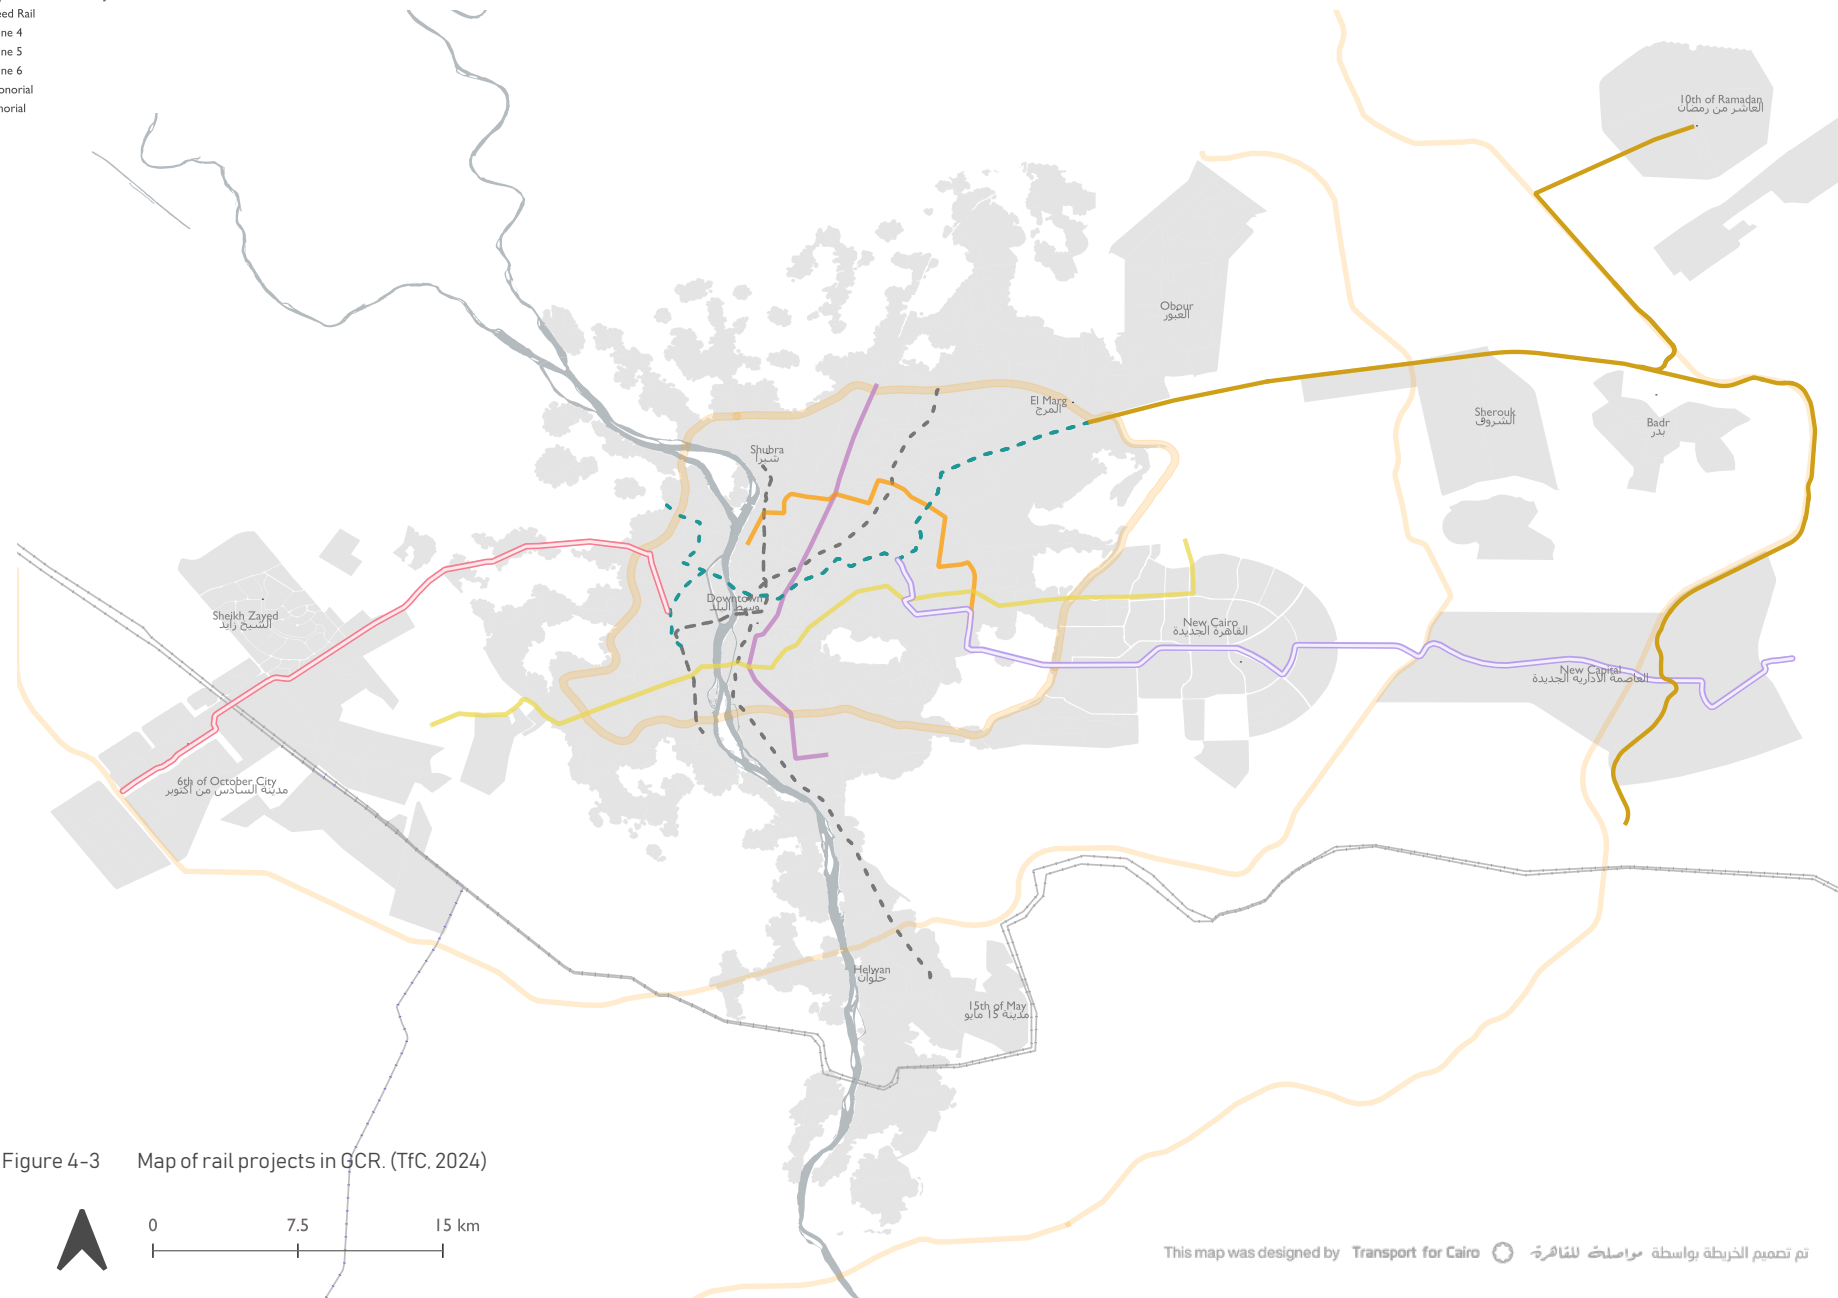 eed Rail
ne 4
ne 5
ne 6
onorial
norial
10th of Ramadan
العاشر من رمضان
Obour
العبور
El Marg
المرج
Sherouk
الشروق
Badr
بدر
Shubra
شبرا
Downtown
وسط البلد
Sheikh Zayed
الشيخ زايد
New Cairo
القاهرة الجديدة
New Capital
العاصمة الادارية الجديدة
6th of October City
مدينة السادس من أكتوبر
Helwan
حلوان
15th of May
مدينة 15 مايو
Figure 4-3 Map of rail projects in GCR. (TfC, 2024)
0 7.5 15 km
This map was designed by Transport for Cairo مواصلة للقاهرة تم تصميم الخريطة بواسطة